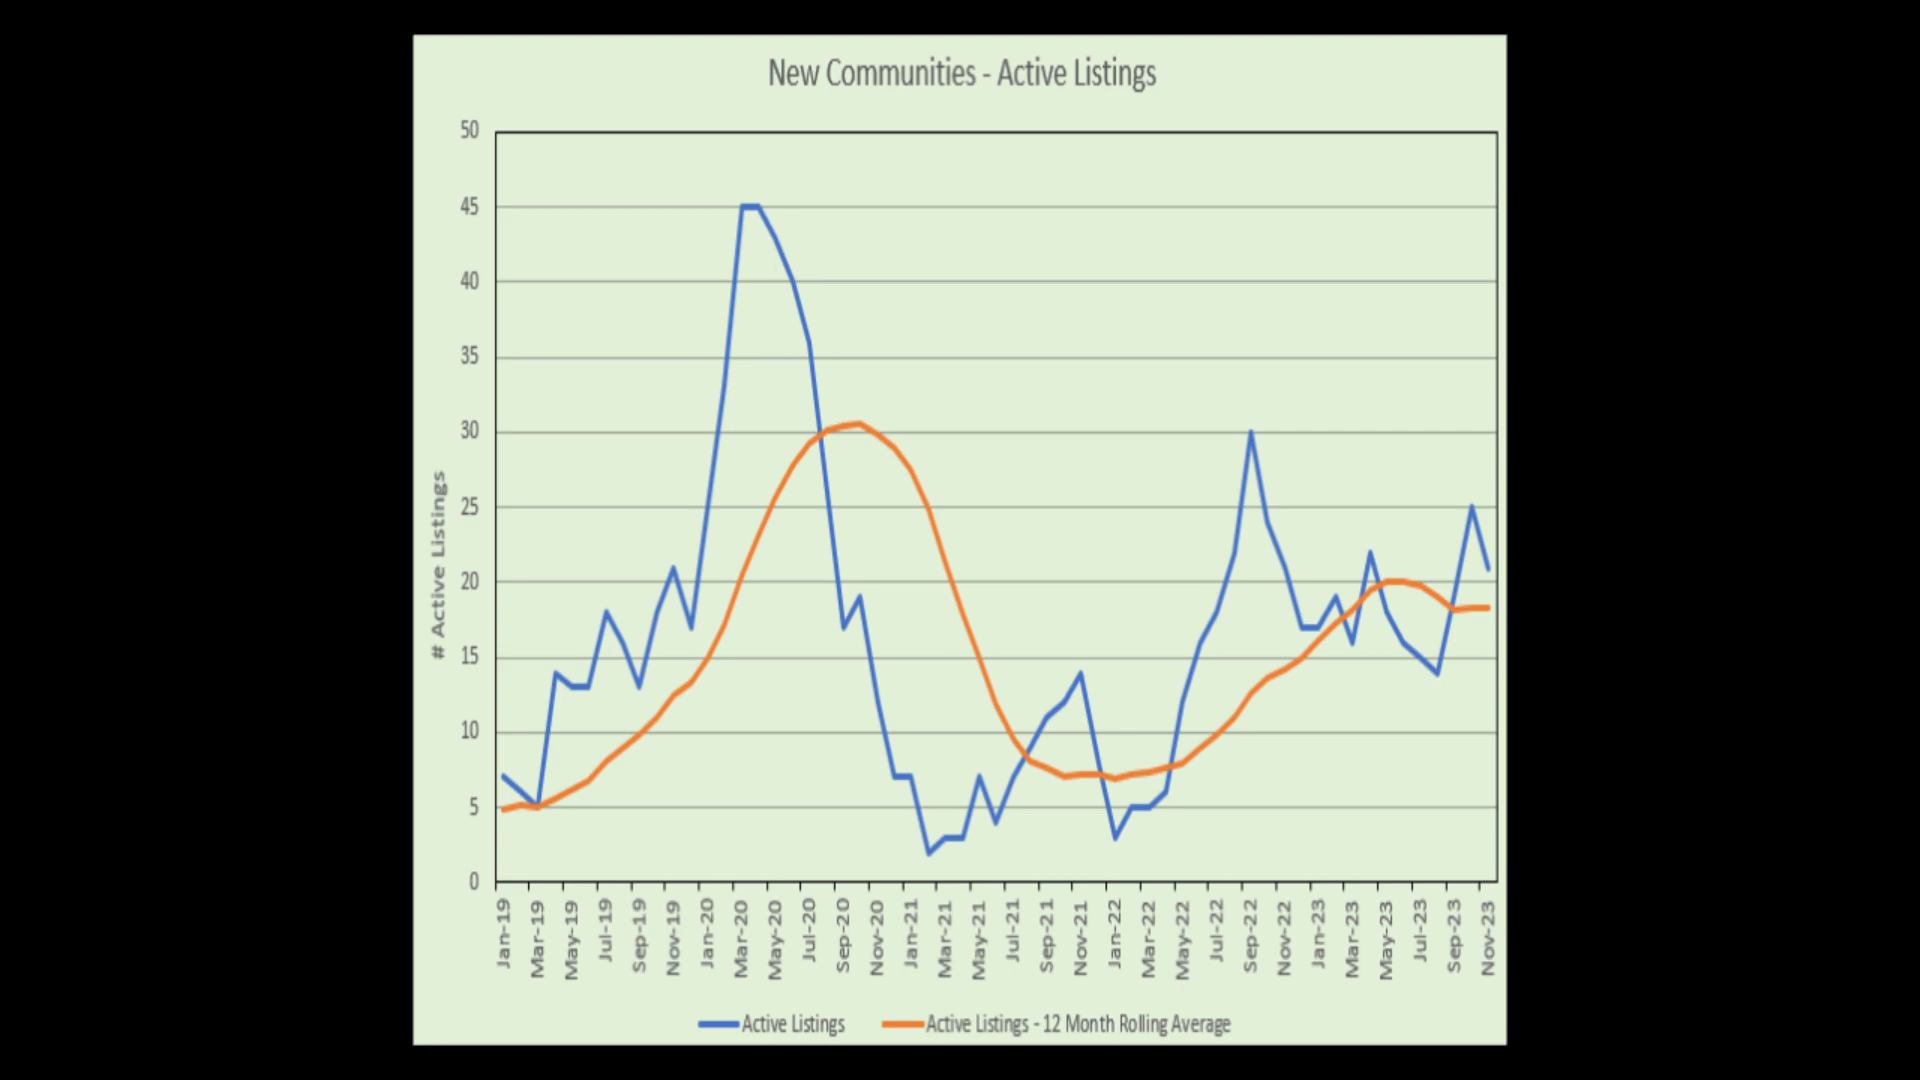 New Communities - Active Listings
50
45
40
35
30
25
20
15
10
5
0
# Active Listings
Jan-19
Mar-19
May-19
Jul-19
Sep-19
Nov-19
Jan-20
Mar-20
May-20
Jul-20
Sep-20
Nov-20
Jan-21
Mar-21
May-21
Jul-21
Sep-21
Nov-21
Jan-22
Mar-22
May-22
Jul-22
Sep-22
Nov-22
Jan-23
Mar-23
May-23
Jul-23
Sep-23
Nov-23
Active Listings
Active Listings - 12 Month Rolling Average